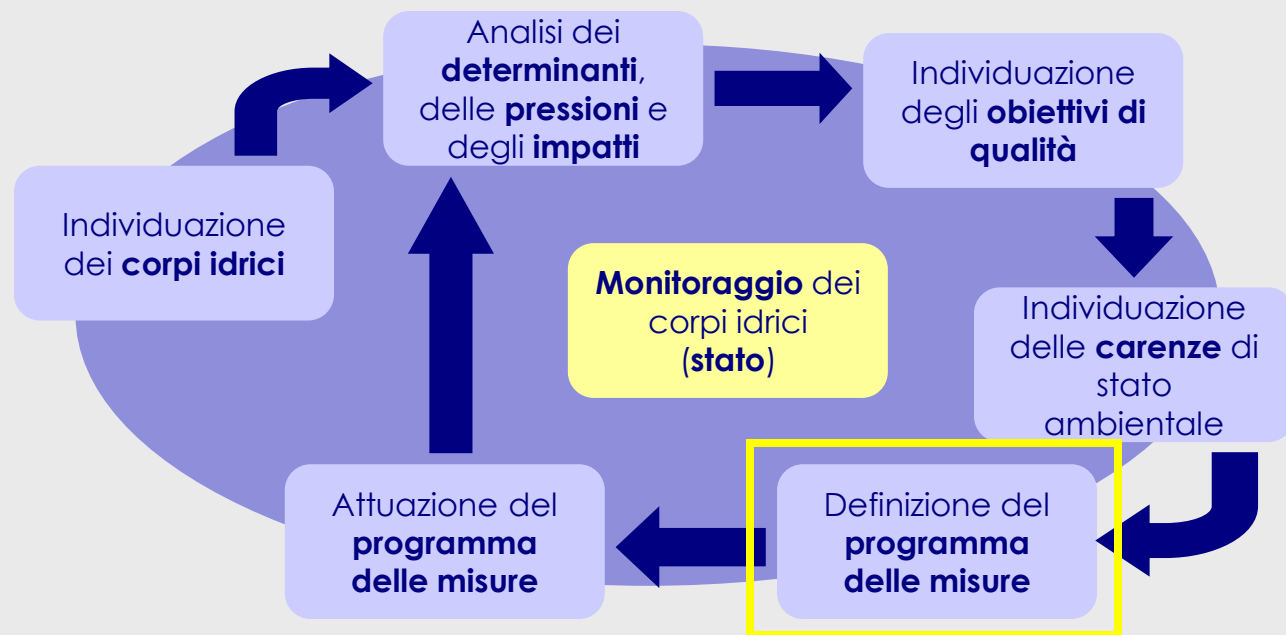 Analisi dei
determinanti,
delle pressioni e
degli impatti
Individuazione
degli obiettivi di
qualità
Individuazione
dei corpi idrici
Monitoraggio dei
corpi idrici
(stato)
Individuazione
delle carenze di
stato
ambientale
Attuazione del
programma
delle misure
Definizione del
programma
delle misure